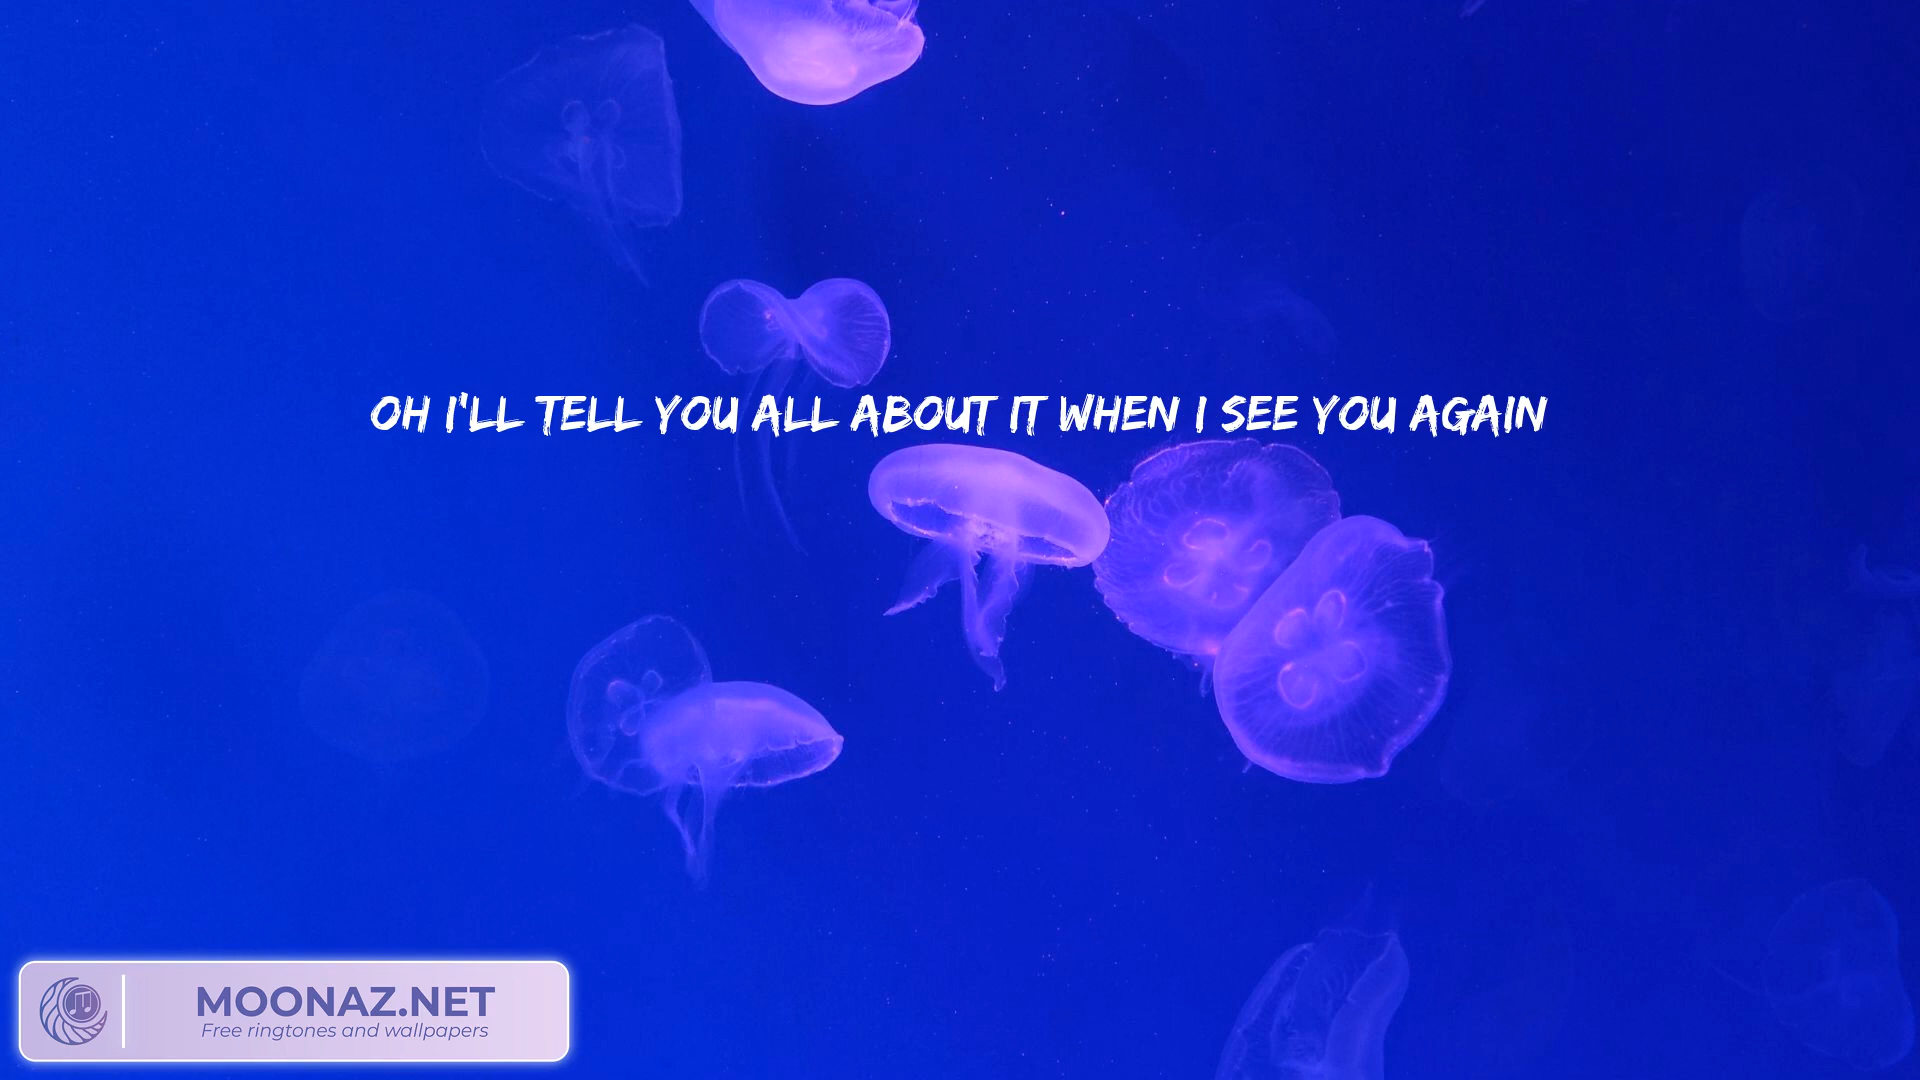 OH I'LL TELL YOU ALL ABOUT IT WHEN I SEE YOU AGAIN
MOONAZ.NET
Free ringtones and wallpapers